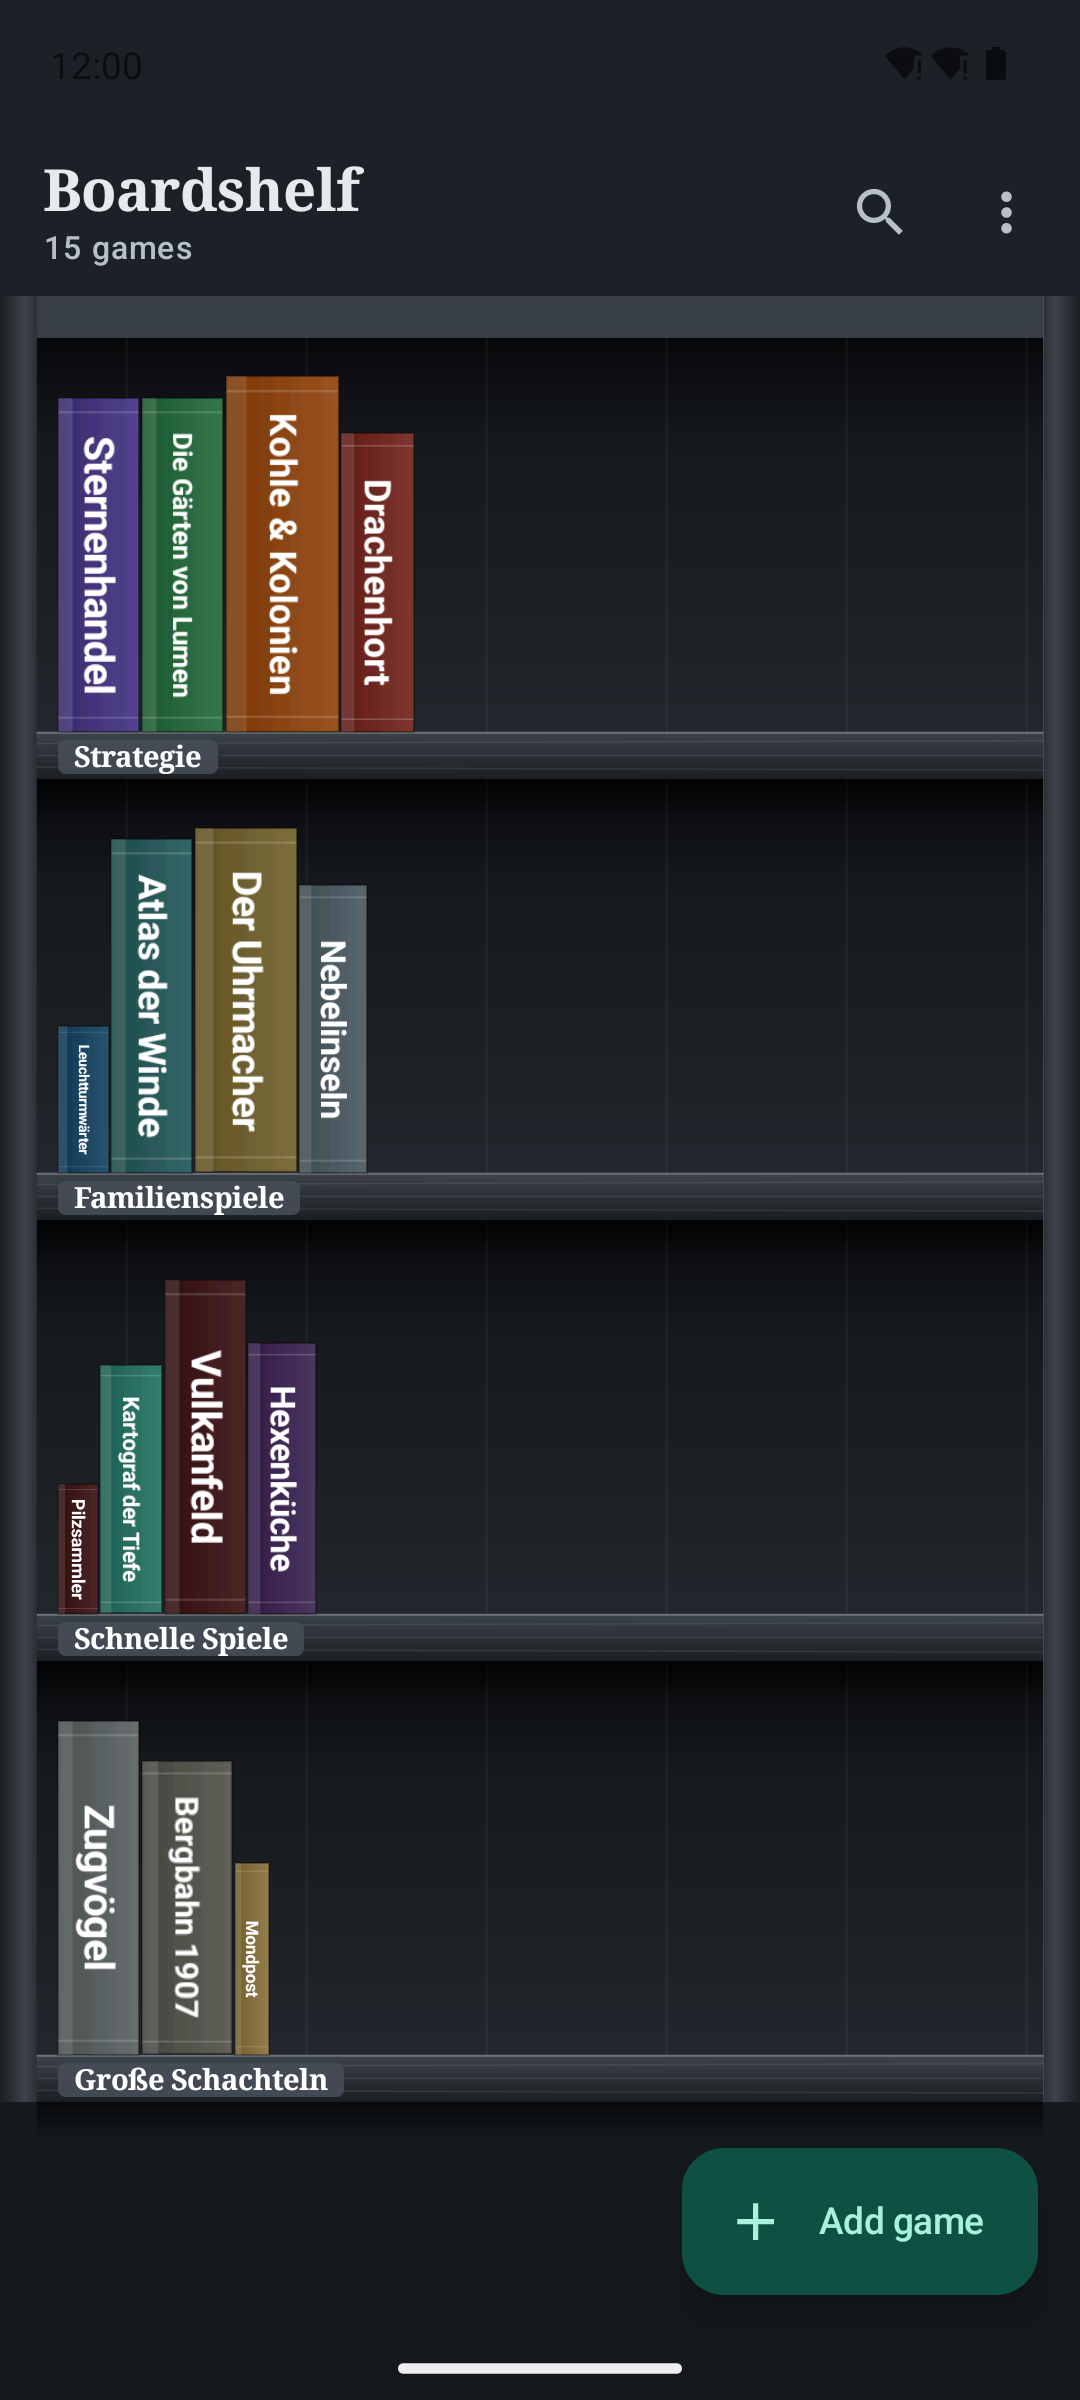 12:00
Boardshelf
15 games
Sternenhandel
Die Gärten von Lumen
Kohle & Kolonien
Drachenhort
Strategie
Leuchtturmwärter
Atlas der Winde
Der Uhrmacher
Nebelinseln
Familienspiele
Pilzsammler
Kartograf der Tiefe
Vulkanfeld
Hexenküche
Schnelle Spiele
Zugvögel
Bergbahn 1907
Mondpost
Große Schachteln
Add game